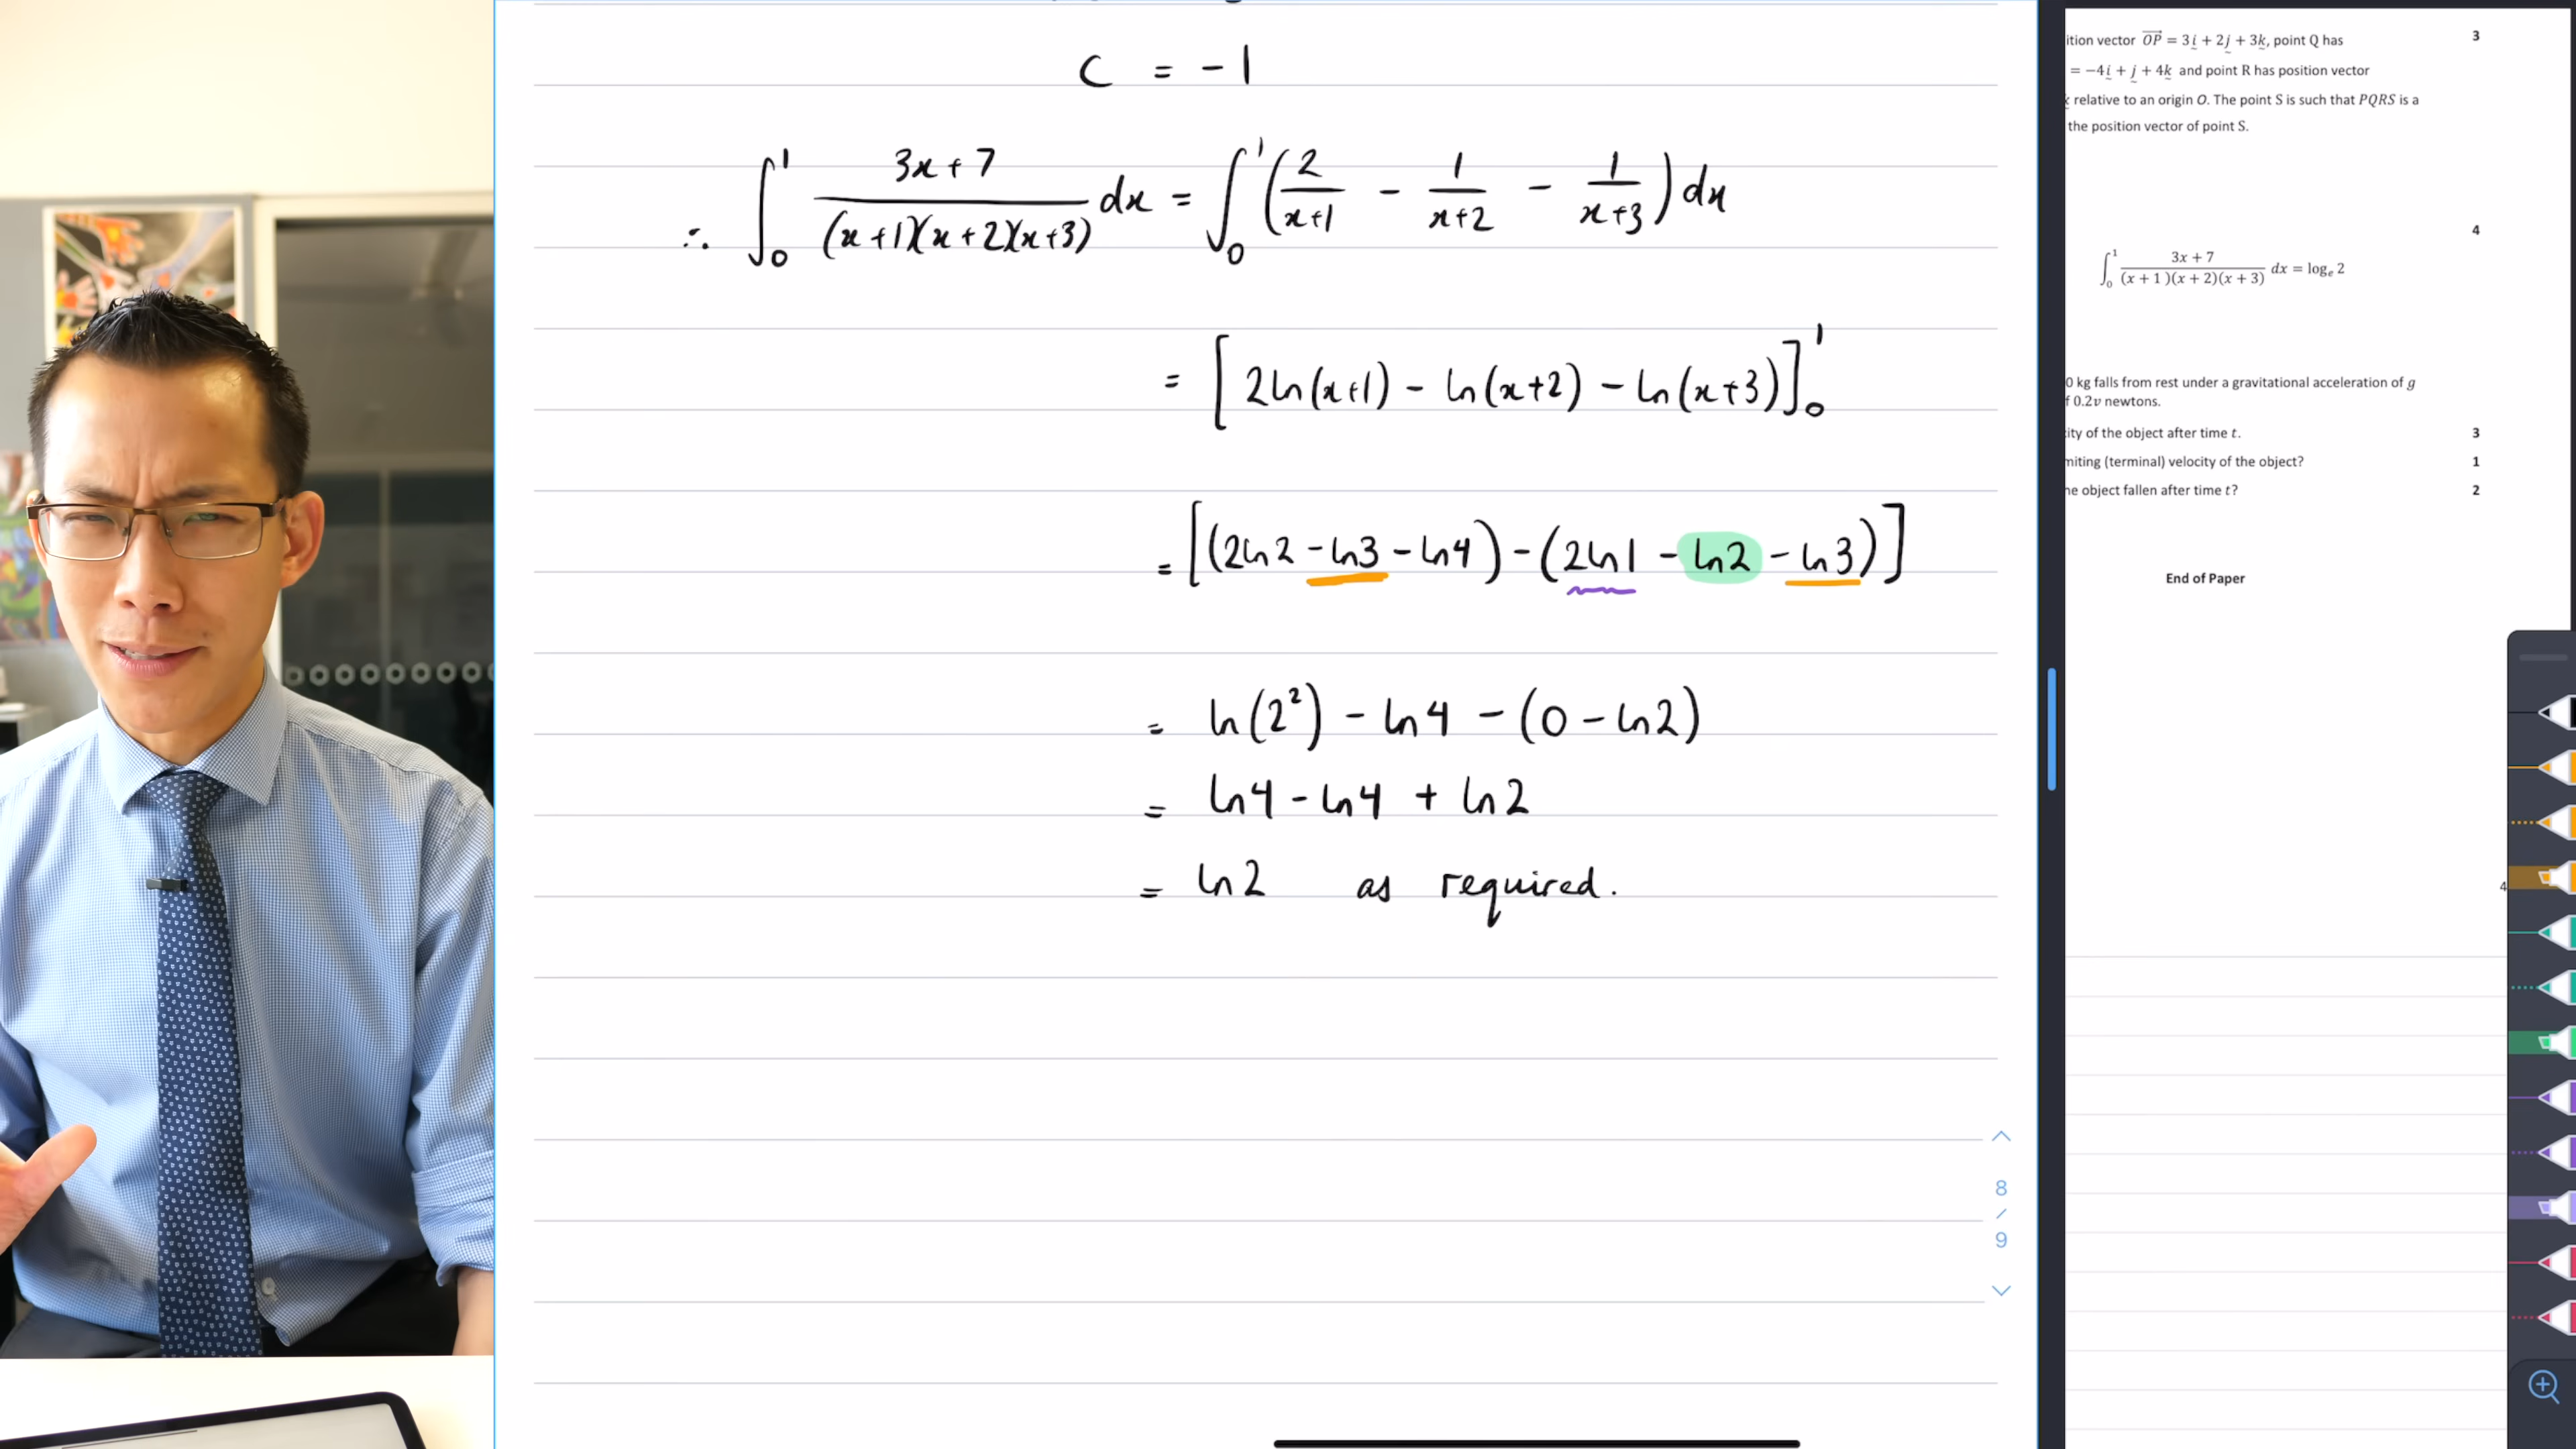 C = -1
∴ ∫₀¹ 3x+7 / (x+1)(x+2)(x+3) dx = ∫₀¹ (2/(x+1) - 1/(x+2) - 1/(x+3)) dx
= [2ln(x+1) - ln(x+2) - ln(x+3)]₀¹
= [(2ln2 - ln3 - ln4) - (2ln1 - ln2 - ln3)]
= ln(2²) - ln4 - (0 - ln2)
= ln4 - ln4 + ln2
= ln2 as required.
8
/
9
ition vector OP = 3i + 2j + 3k, point Q has 3
= −4i + j + 4k and point R has position vector
relative to an origin O. The point S is such that PQRS is a
the position vector of point S.
4
∫₀¹ 3x + 7 / (x + 1)(x + 2)(x + 3) dx = logₑ 2
0 kg falls from rest under a gravitational acceleration of g
f 0.2v newtons.
ity of the object after time t. 3
miting (terminal) velocity of the object? 1
he object fallen after time t? 2
End of Paper
4